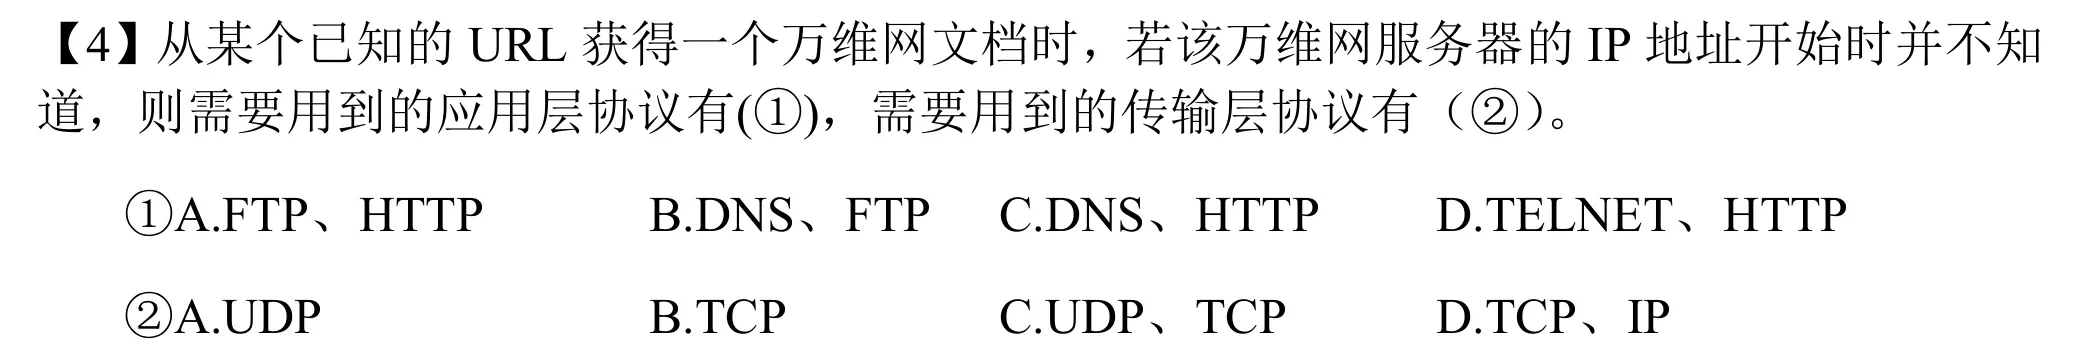 【4】从某个已知的 URL 获得一个万维网文档时，若该万维网服务器的 IP 地址开始时并不知
道，则需要用到的应用层协议有(①)，需要用到的传输层协议有（②）。
①A.FTP、HTTP B.DNS、FTP C.DNS、HTTP D.TELNET、HTTP
②A.UDP B.TCP C.UDP、TCP D.TCP、IP